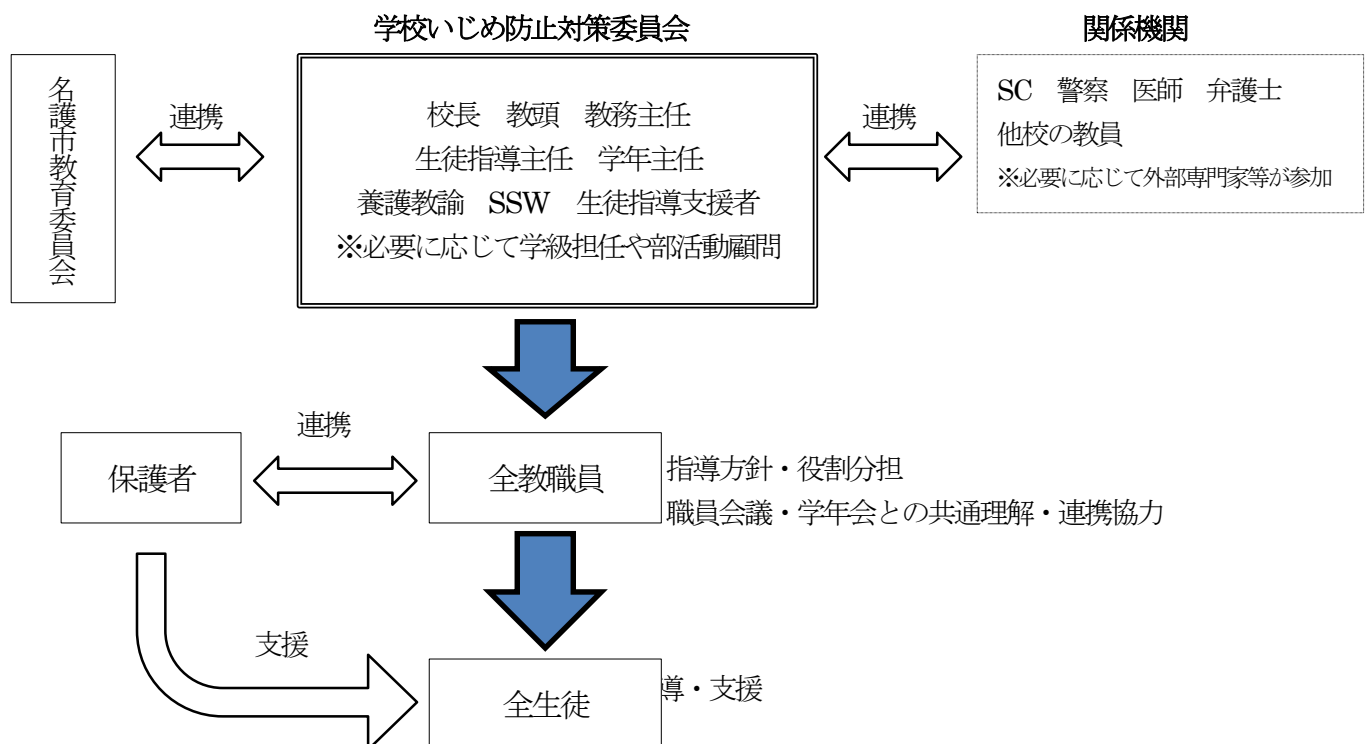 学校いじめ防止対策委員会
関係機関
名護市教育委員会
連携
校長　教頭　教務主任
生徒指導主任　学年主任
養護教諭　SSW　生徒指導支援者
※必要に応じて学級担任や部活動顧問
連携
SC　警察　医師　弁護士
他校の教員
※必要に応じて外部専門家等が参加
連携
保護者
全教職員
指導方針・役割分担
職員会議・学年会との共通理解・連携協力
支援
全生徒
導・支援